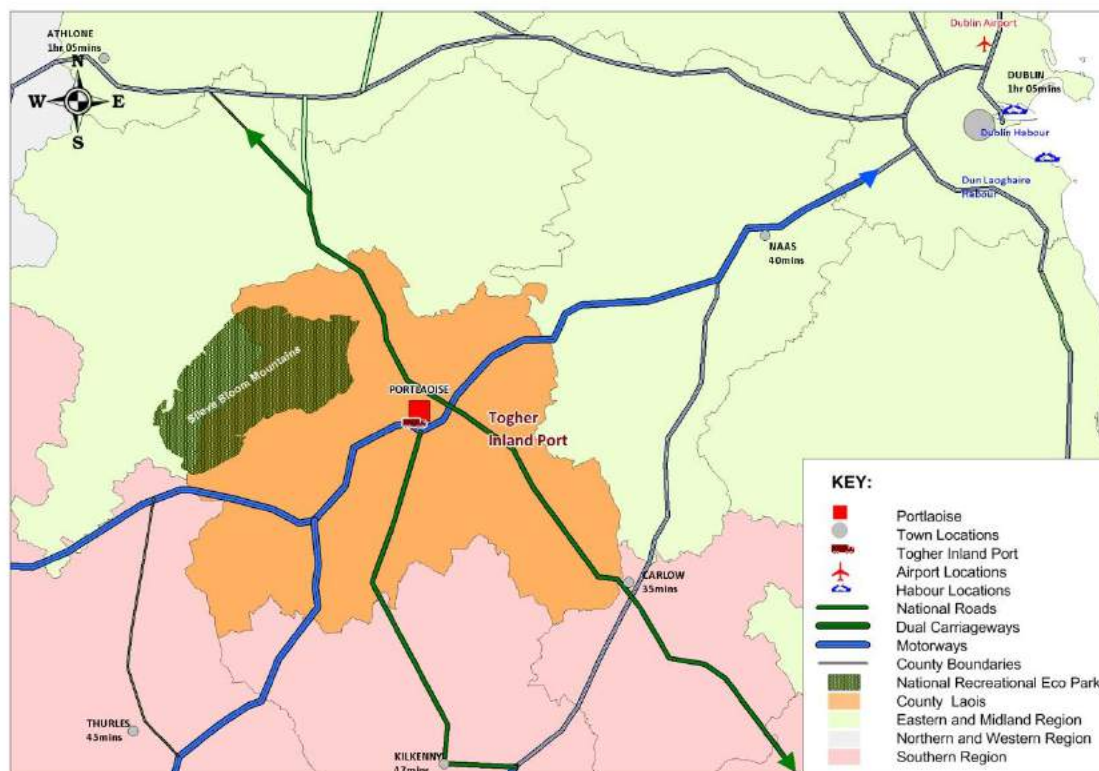 ATHLONE
1hr 05mins
N
W
E
S
Dublin Airport
DUBLIN
1hr 05mins
Dublin Habour
Dun Laoghaire
Habour
NAAS
40mins
Slieve Bloom Mountains
PORTLAOISE
Togher
Inland Port
CARLOW
35mins
THURLES
45mins
KILKENNY
47mins
KEY:
Portlaoise
Town Locations
Togher Inland Port
Airport Locations
Habour Locations
National Roads
Dual Carriageways
Motorways
County Boundaries
National Recreational Eco Park
County Laois
Eastern and Midland Region
Northern and Western Region
Southern Region